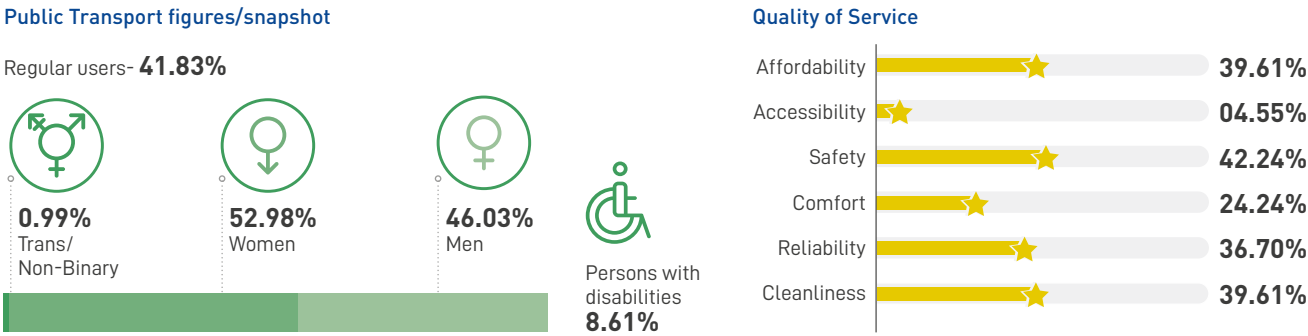 Public Transport figures/snapshot
Regular users- 41.83%
0.99%
Trans/
Non-Binary
52.98%
Women
46.03%
Men
Persons with
disabilities
8.61%
Quality of Service
Affordability 39.61%
Accessibility 04.55%
Safety 42.24%
Comfort 24.24%
Reliability 36.70%
Cleanliness 39.61%